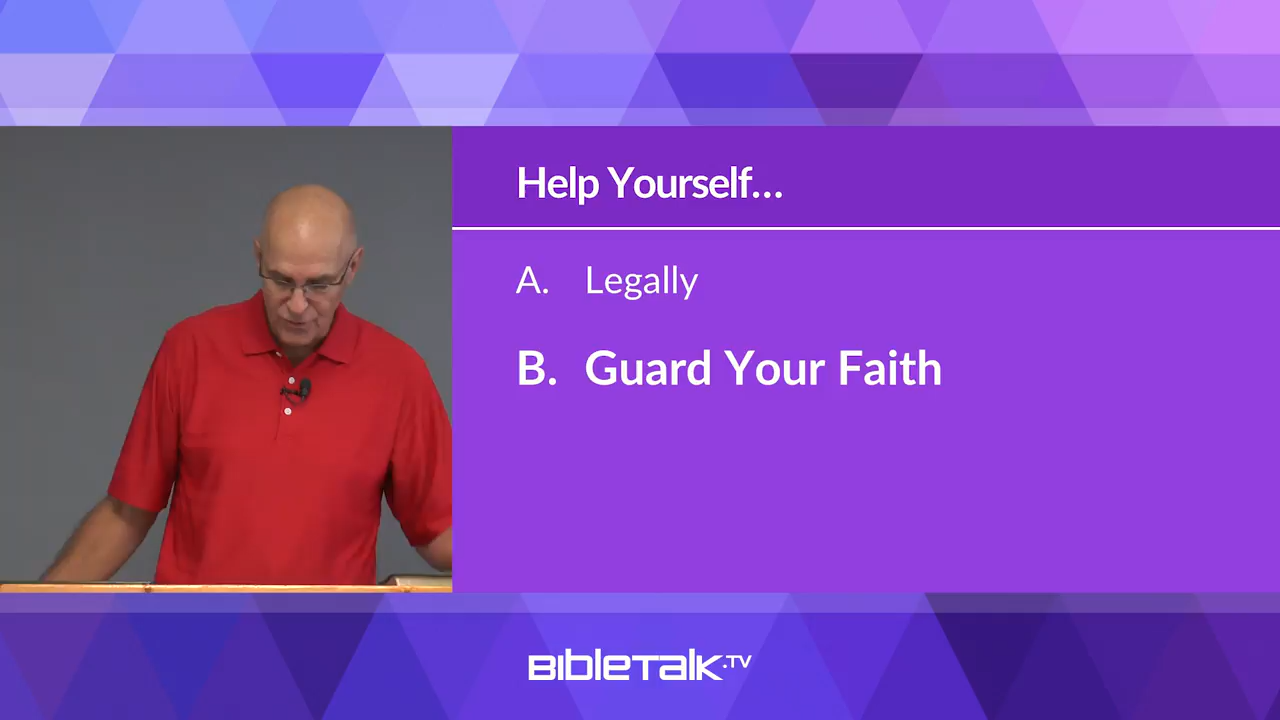 Help Yourself...
A. Legally
B. Guard Your Faith
BIBLETALK.TV